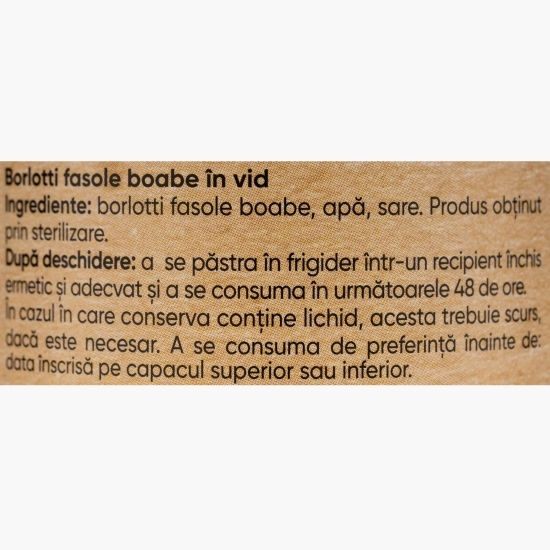 Borlotti fasole boabe în vid
Ingrediente: borlotti fasole boabe, apă, sare. Produs obținut
prin sterilizare.
După deschidere: a se păstra în frigider într-un recipient închis
ermetic și adecvat și a se consuma în următoarele 48 de ore.
În cazul în care conserva conține lichid, acesta trebuie scurs,
dacă este necesar. A se consuma de preferință înainte de:
data înscrisă pe capacul superior sau inferior.